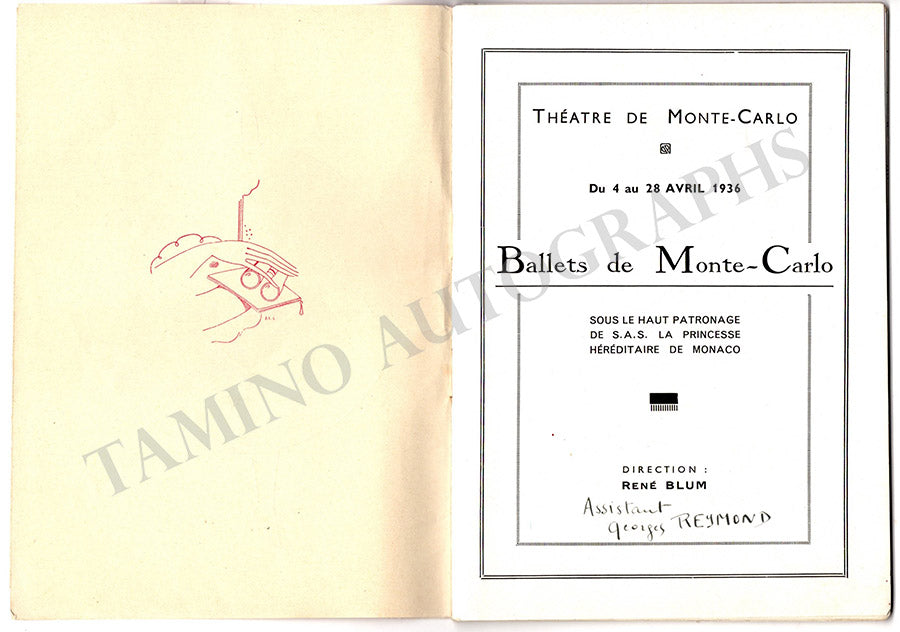 THÉATRE DE MONTE-CARLO
Du 4 au 28 AVRIL 1936
Ballets de Monte-Carlo
SOUS LE HAUT PATRONAGE
DE S.A.S. LA PRINCESSE
HÉRÉDITAIRE DE MONACO
DIRECTION :
RENÉ BLUM
Assistant
Georges REYMOND
TAMINO AUTOGRAPHS